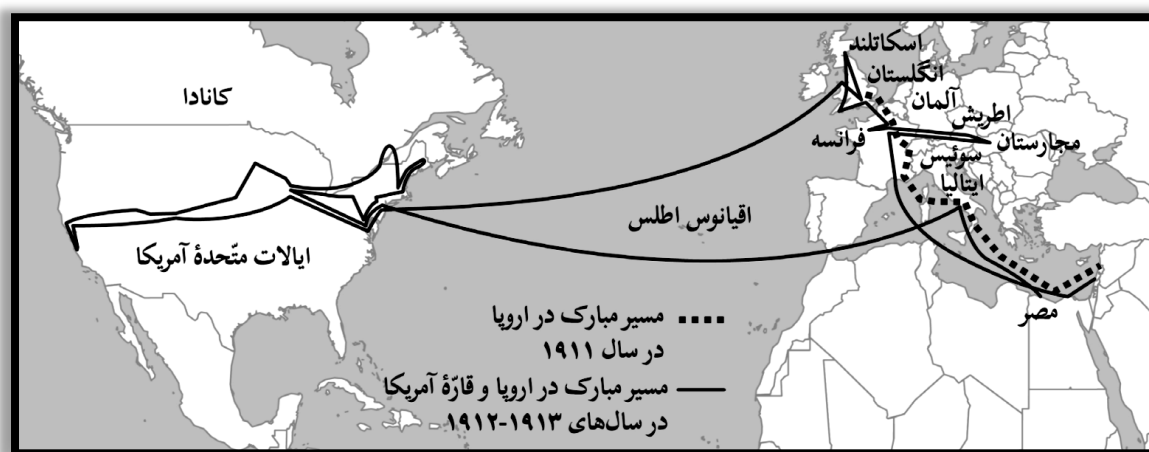 اسکاتلند
انگلستان
آلمان
اطریش
مجارستان
فرانسه
سوئیس
ایتالیا
کانادا
اقیانوس اطلس
ایالات متّحدهٔ آمریکا
مصر
مسیر مبارک در اروپا
در سال ۱۹۱۱
مسیر مبارک در اروپا و قارّهٔ آمریکا
در سال‌های ۱۹۱۳-۱۹۱۲